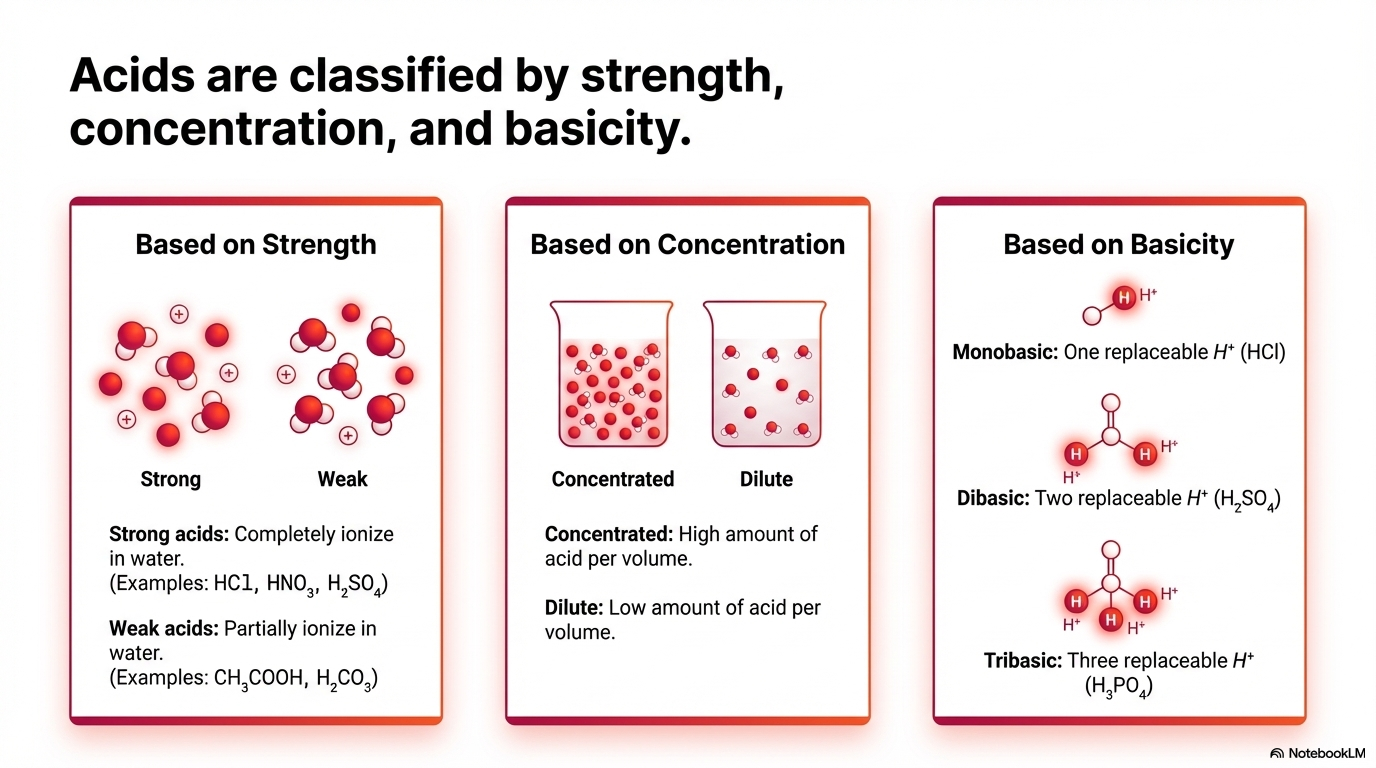 Acids are classified by strength,
concentration, and basicity.
Based on Strength
Strong
Weak
Strong acids: Completely ionize
in water.
(Examples: HCl, HNO₃, H₂SO₄)
Weak acids: Partially ionize in
water.
(Examples: CH₃COOH, H₂CO₃)
Based on Concentration
Concentrated
Dilute
Concentrated: High amount of
acid per volume.
Dilute: Low amount of acid per
volume.
Based on Basicity
H H⁺
Monobasic: One replaceable H⁺ (HCl)
H H H⁺
H⁺
Dibasic: Two replaceable H⁺ (H₂SO₄)
H H H⁺
H⁺ H H⁺
Tribasic: Three replaceable H⁺
(H₃PO₄)
NotebookLM